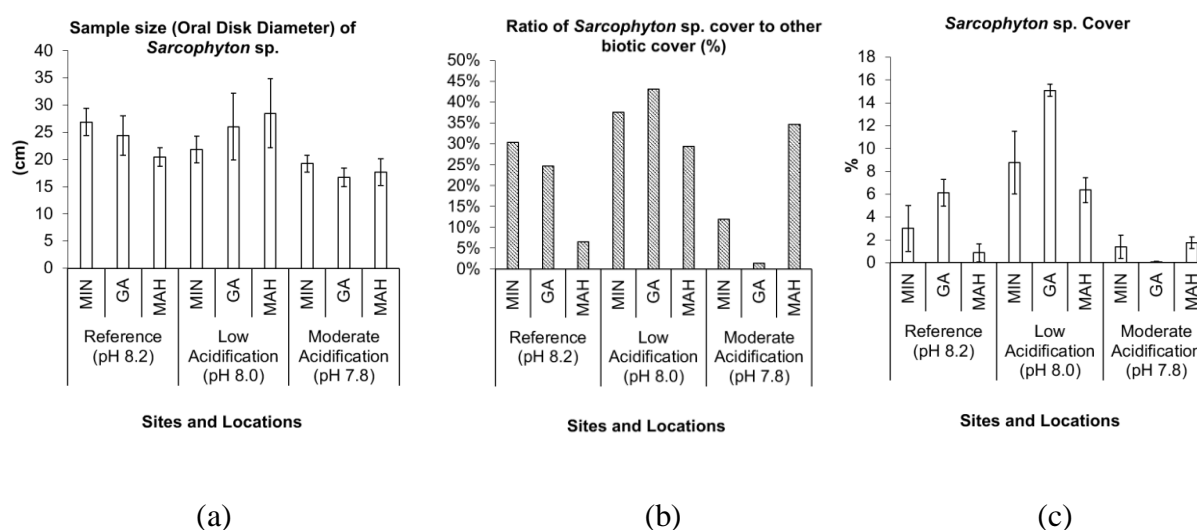 Sample size (Oral Disk Diameter) of
Sarcophyton sp.
40
35
30
25
20
15
10
5
0
(cm)
MIN
GA
MAH
MIN
GA
MAH
MIN
GA
MAH
Reference
(pH 8.2)
Low
Acidification
(pH 8.0)
Moderate
Acidification
(pH 7.8)
Sites and Locations
(a)
Ratio of Sarcophyton sp. cover to other
biotic cover (%)
50%
45%
40%
35%
30%
25%
20%
15%
10%
5%
0%
MIN
GA
MAH
MIN
GA
MAH
MIN
GA
MAH
Reference
(pH 8.2)
Low
Acidification
(pH 8.0)
Moderate
Acidification
(pH 7.8)
Sites and Locations
(b)
Sarcophyton sp. Cover
18
16
14
12
10
8
6
4
2
0
%
MIN
GA
MAH
MIN
GA
MAH
MIN
GA
MAH
Reference
(pH 8.2)
Low
Acidification
(pH 8.0)
Moderate
Acidification
(pH 7.8)
Sites and Locations
(c)